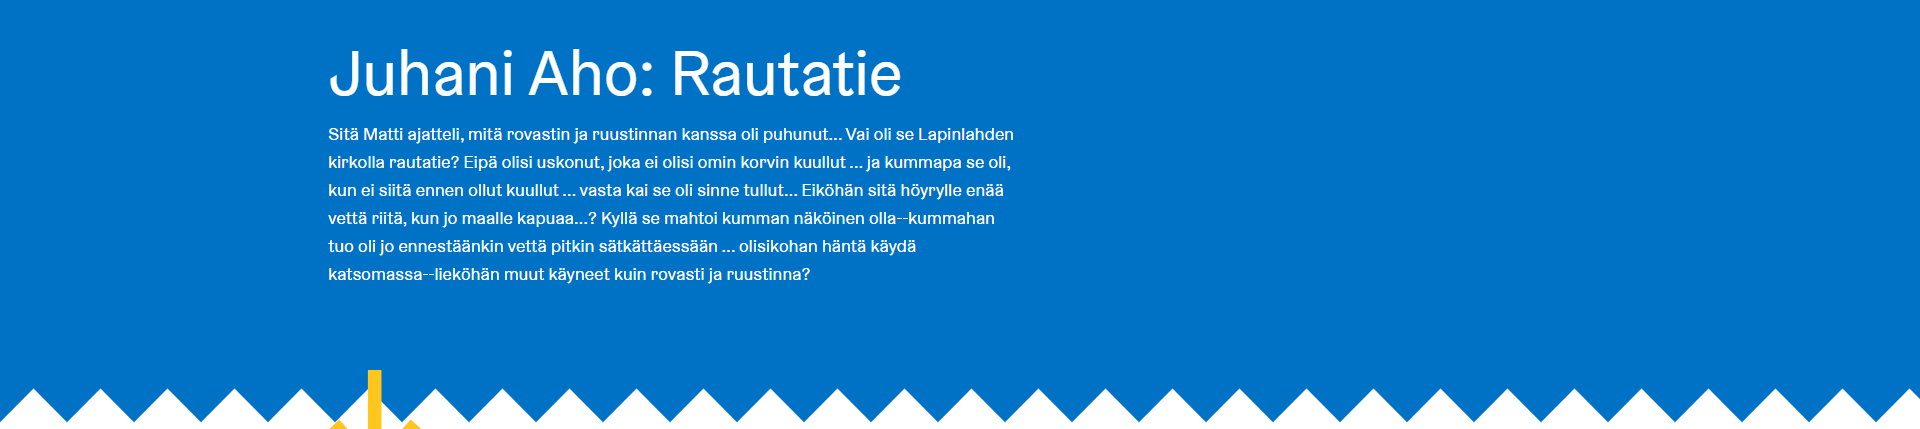 Juhani Aho: Rautatie
Sitä Matti ajatteli, mitä rovastin ja ruustinnan kanssa oli puhunut... Vai oli se Lapinlahden
kirkolla rautatie? Eipä olisi uskonut, joka ei olisi omin korvin kuullut ... ja kummapa se oli,
kun ei siitä ennen ollut kuullut ... vasta kai se oli sinne tullut... Eiköhän sitä höyrylle enää
vettä riitä, kun jo maalle kapuaa...? Kyllä se mahtoi kumman näköinen olla--kummahan
tuo oli jo ennestäänkin vettä pitkin sätkättäessään ... olisikohan häntä käydä
katsomassa--lieköhän muut käyneet kuin rovasti ja ruustinna?